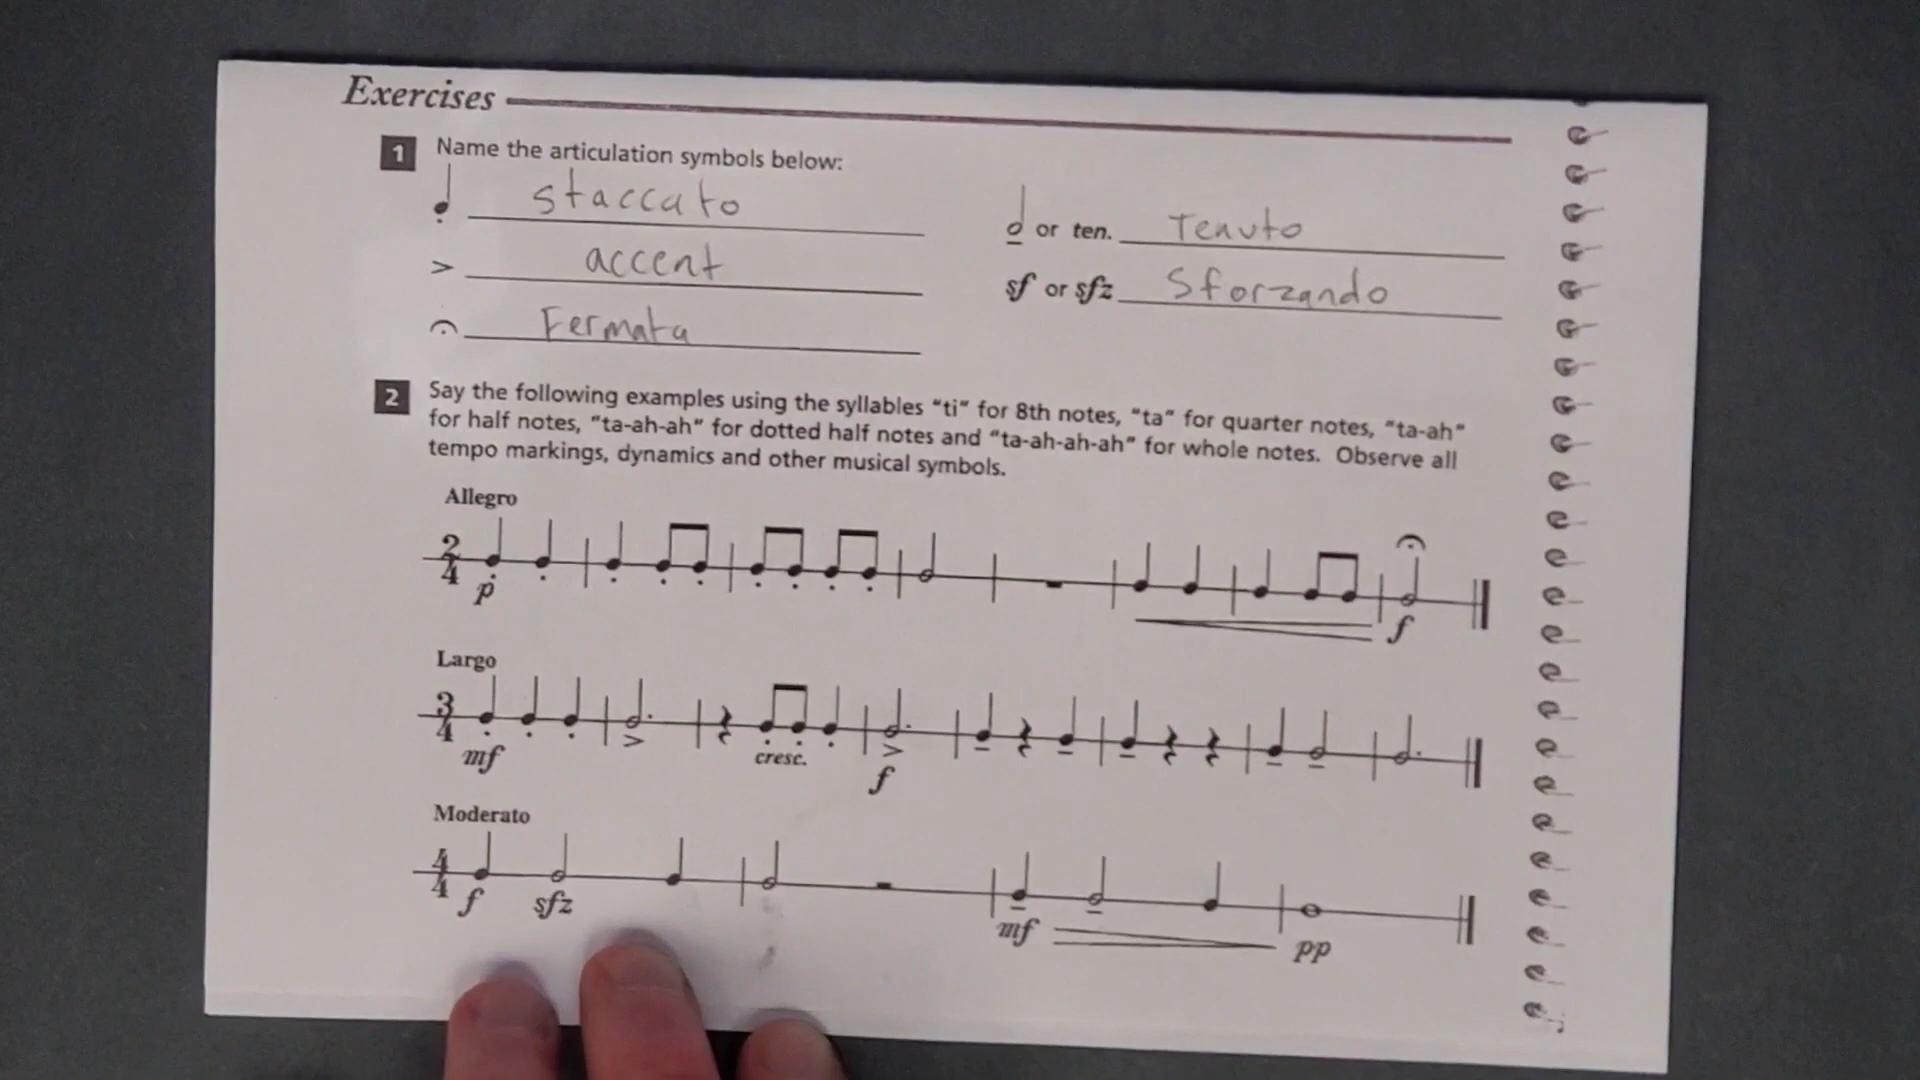 Exercises
1 Name the articulation symbols below:
staccato
or ten. Tenuto
> accent
sf or sfz Sforzando
Fermata
2 Say the following examples using the syllables "ti" for 8th notes, "ta" for quarter notes, "ta-ah"
for half notes, "ta-ah-ah" for dotted half notes and "ta-ah-ah-ah" for whole notes. Observe all
tempo markings, dynamics and other musical symbols.
Allegro
2
4
p f
Largo
3
4
mf cresc. f
Moderato
4
4
f sfz mf pp